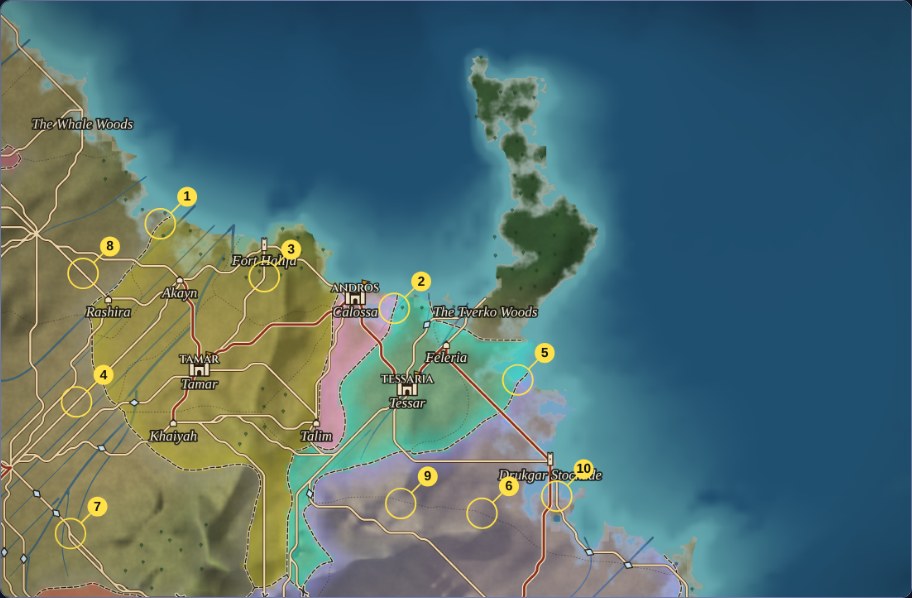 The Whale Woods
1
8
3
Fort Honja
2
ANDROS
Calossa
Akayn
Rashira
The Tverko Woods
TAMAR
Tamar
Feleria
5
4
TESSARIA
Tessar
Khaiyah
Talim
Drukgar Stockade
10
9
6
7